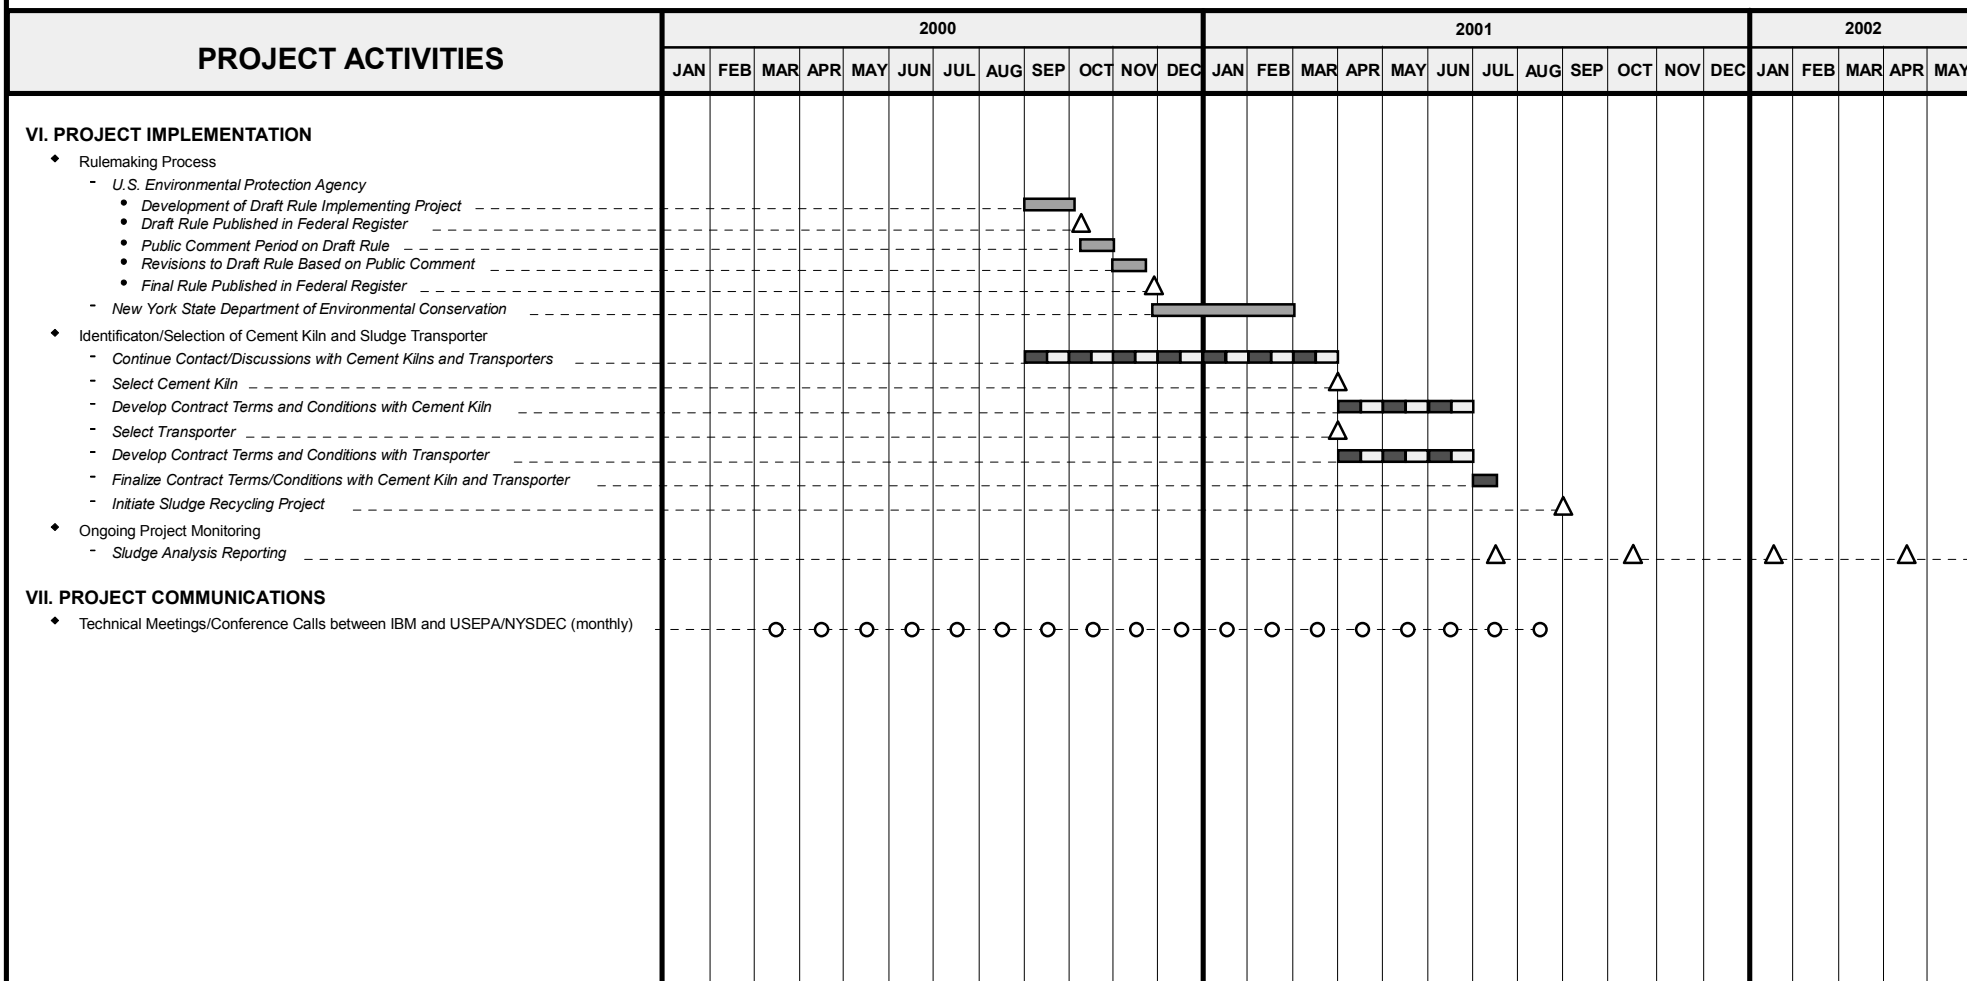 PROJECT ACTIVITIES
2000 2001 2002
JAN FEB MAR APR MAY JUN JUL AUG SEP OCT NOV DEC JAN FEB MAR APR MAY JUN JUL AUG SEP OCT NOV DEC JAN FEB MAR APR MAY
VI. PROJECT IMPLEMENTATION
Rulemaking Process
- U.S. Environmental Protection Agency
• Development of Draft Rule Implementing Project
• Draft Rule Published in Federal Register
• Public Comment Period on Draft Rule
• Revisions to Draft Rule Based on Public Comment
• Final Rule Published in Federal Register
- New York State Department of Environmental Conservation
Identificaton/Selection of Cement Kiln and Sludge Transporter
- Continue Contact/Discussions with Cement Kilns and Transporters
- Select Cement Kiln
- Develop Contract Terms and Conditions with Cement Kiln
- Select Transporter
- Develop Contract Terms and Conditions with Transporter
- Finalize Contract Terms/Conditions with Cement Kiln and Transporter
- Initiate Sludge Recycling Project
Ongoing Project Monitoring
- Sludge Analysis Reporting
VII. PROJECT COMMUNICATIONS
Technical Meetings/Conference Calls between IBM and USEPA/NYSDEC (monthly)